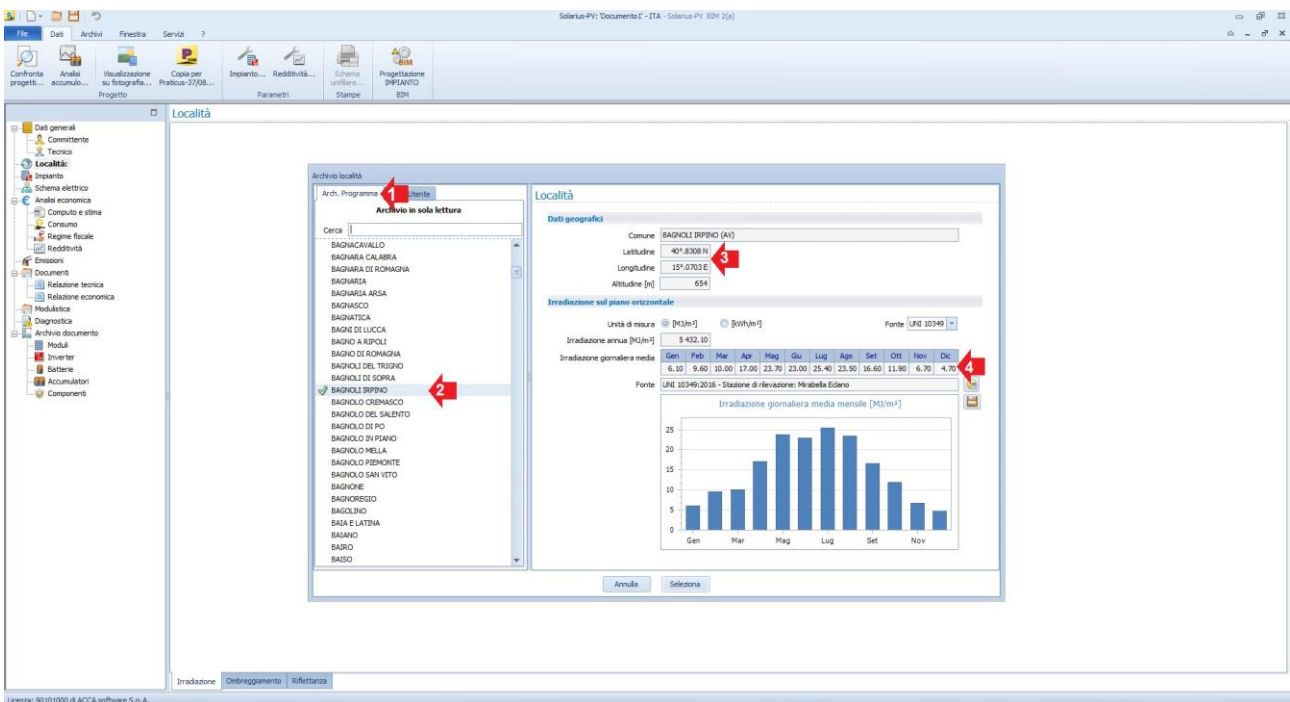 Solarius-PV: 'Documento1' - ITA - Solarius-PV BIM 2(a)
File Dati Archivi Finestra Servizi ?
Confronta progetti...
Analisi accumulo...
Visualizzazione su fotografia...
Copia per Praticus-37/08...
Impianto...
Redditività...
Schema unifilare...
Progettazione IMPIANTO
Progetto
Parametri
Stampe
BIM
Dati generali
Committente
Tecnico
Località:
Impianto
Schema elettrico
Analisi economica
Computo e stima
Consumo
Regime fiscale
Redditività
Emissioni
Documenti
Relazione tecnica
Relazione economica
Modulistica
Diagnostica
Archivio documento
Moduli
Inverter
Batterie
Accumulatori
Componenti
Località
Archivio località
Arch. Programma 1 Utente
Archivio in sola lettura
Cerca
BAGNACAVALLO
BAGNARA CALABRA
BAGNARA DI ROMAGNA
BAGNARIA
BAGNARIA ARSA
BAGNASCO
BAGNATICA
BAGNI DI LUCCA
BAGNO A RIPOLI
BAGNO DI ROMAGNA
BAGNOLI DEL TRIGNO
BAGNOLI DI SOPRA
BAGNOLI IRPINO 2
BAGNOLO CREMASCO
BAGNOLO DEL SALENTO
BAGNOLO DI PO
BAGNOLO IN PIANO
BAGNOLO MELLA
BAGNOLO PIEMONTE
BAGNOLO SAN VITO
BAGNONE
BAGNOREGIO
BAGOLINO
BAIA E LATINA
BAIANO
BAIRO
BAISO
Località
Dati geografici
Comune BAGNOLI IRPINO (AV)
Latitudine 40°.8308 N
3
Longitudine 15°.0703 E
Altitudine [m] 654
Irradiazione sul piano orizzontale
Unità di misura [MJ/m²] [kWh/m²] Fonte UNI 10349
Irradiazione annua [MJ/m²] 5 432.10
Irradiazione giornaliera media Gen Feb Mar Apr Mag Giu Lug Ago Set Ott Nov Dic
6.10 9.60 10.00 17.00 23.70 23.00 25.40 23.50 16.60 11.90 6.70 4.70 4
Fonte UNI 10349:2016 - Stazione di rilevazione: Mirabella Eclano
Irradiazione giornaliera media mensile [MJ/m²]
25
20
15
10
5
0
Gen Mar Mag Lug Set Nov
Annulla Seleziona
Irradiazione Ombreggiamento Riflettanza
Licenza: 90101000 di ACCA software S.p.A.